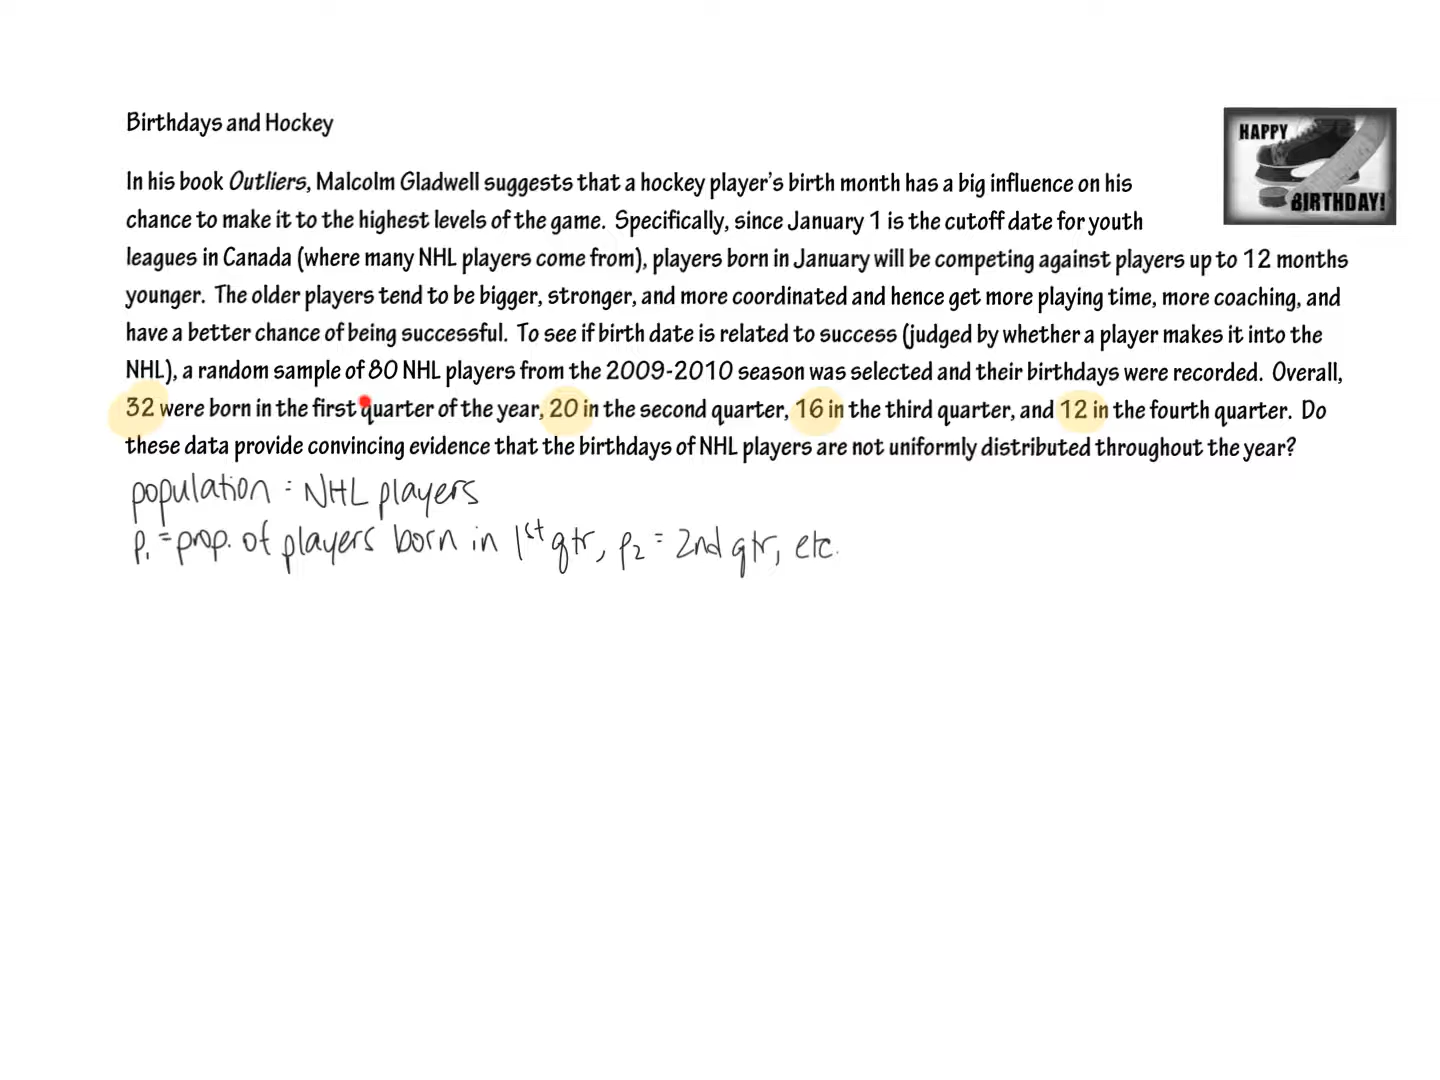 Birthdays and Hockey
HAPPY
BIRTHDAY!
In his book Outliers, Malcolm Gladwell suggests that a hockey player's birth month has a big influence on his
chance to make it to the highest levels of the game. Specifically, since January 1 is the cutoff date for youth
leagues in Canada (where many NHL players come from), players born in January will be competing against players up to 12 months
younger. The older players tend to be bigger, stronger, and more coordinated and hence get more playing time, more coaching, and
have a better chance of being successful. To see if birth date is related to success (judged by whether a player makes it into the
NHL), a random sample of 80 NHL players from the 2009-2010 season was selected and their birthdays were recorded. Overall,
32 were born in the first quarter of the year, 20 in the second quarter, 16 in the third quarter, and 12 in the fourth quarter. Do
these data provide convincing evidence that the birthdays of NHL players are not uniformly distributed throughout the year?
population = NHL players
p₁ = prop. of players born in 1st qtr, p₂ = 2nd qtr, etc.